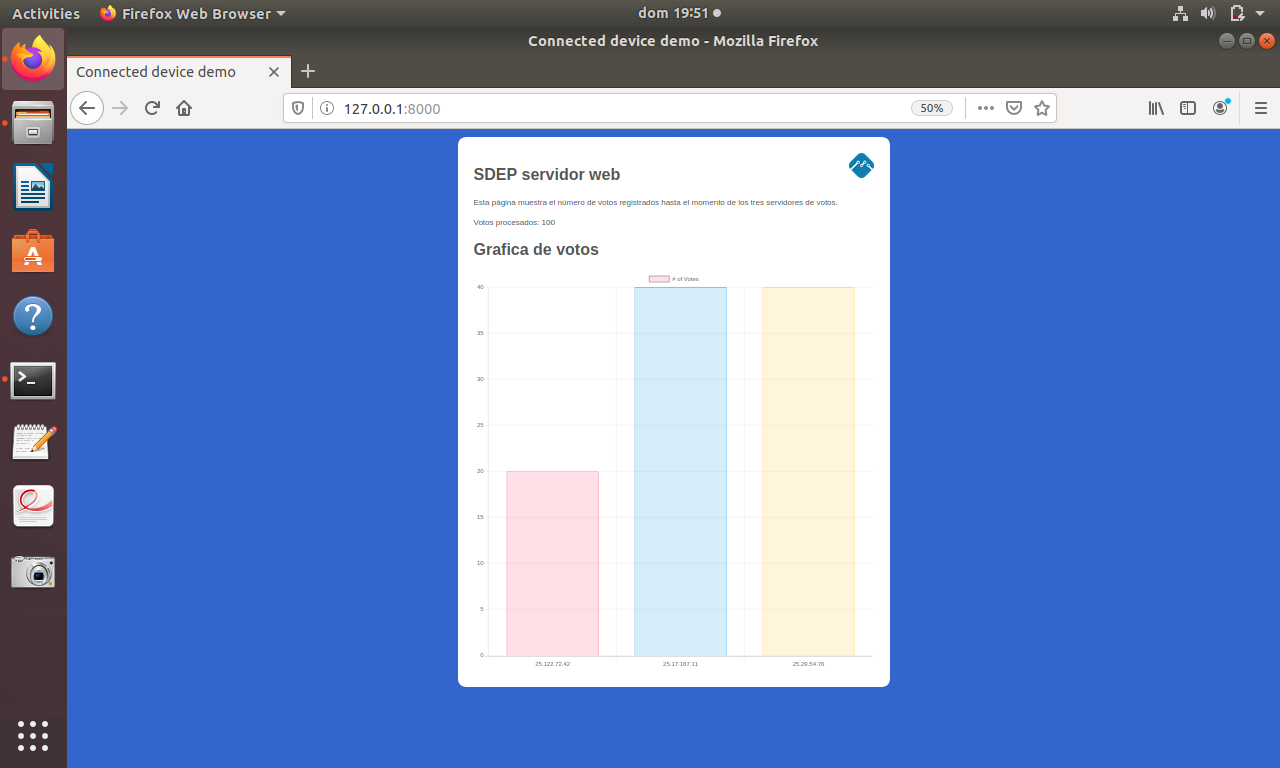 Activities
Firefox Web Browser
dom 19:51
Connected device demo - Mozilla Firefox
Connected device demo
127.0.0.1:8000
50%
SDEP servidor web
Esta página muestra el número de votos registrados hasta el momento de los tres servidores de votos.
Votos procesados: 100
Grafica de votos
# of Votes
40
35
30
25
20
15
10
5
0
25.122.72.42
25.17.167.11
25.29.54.76